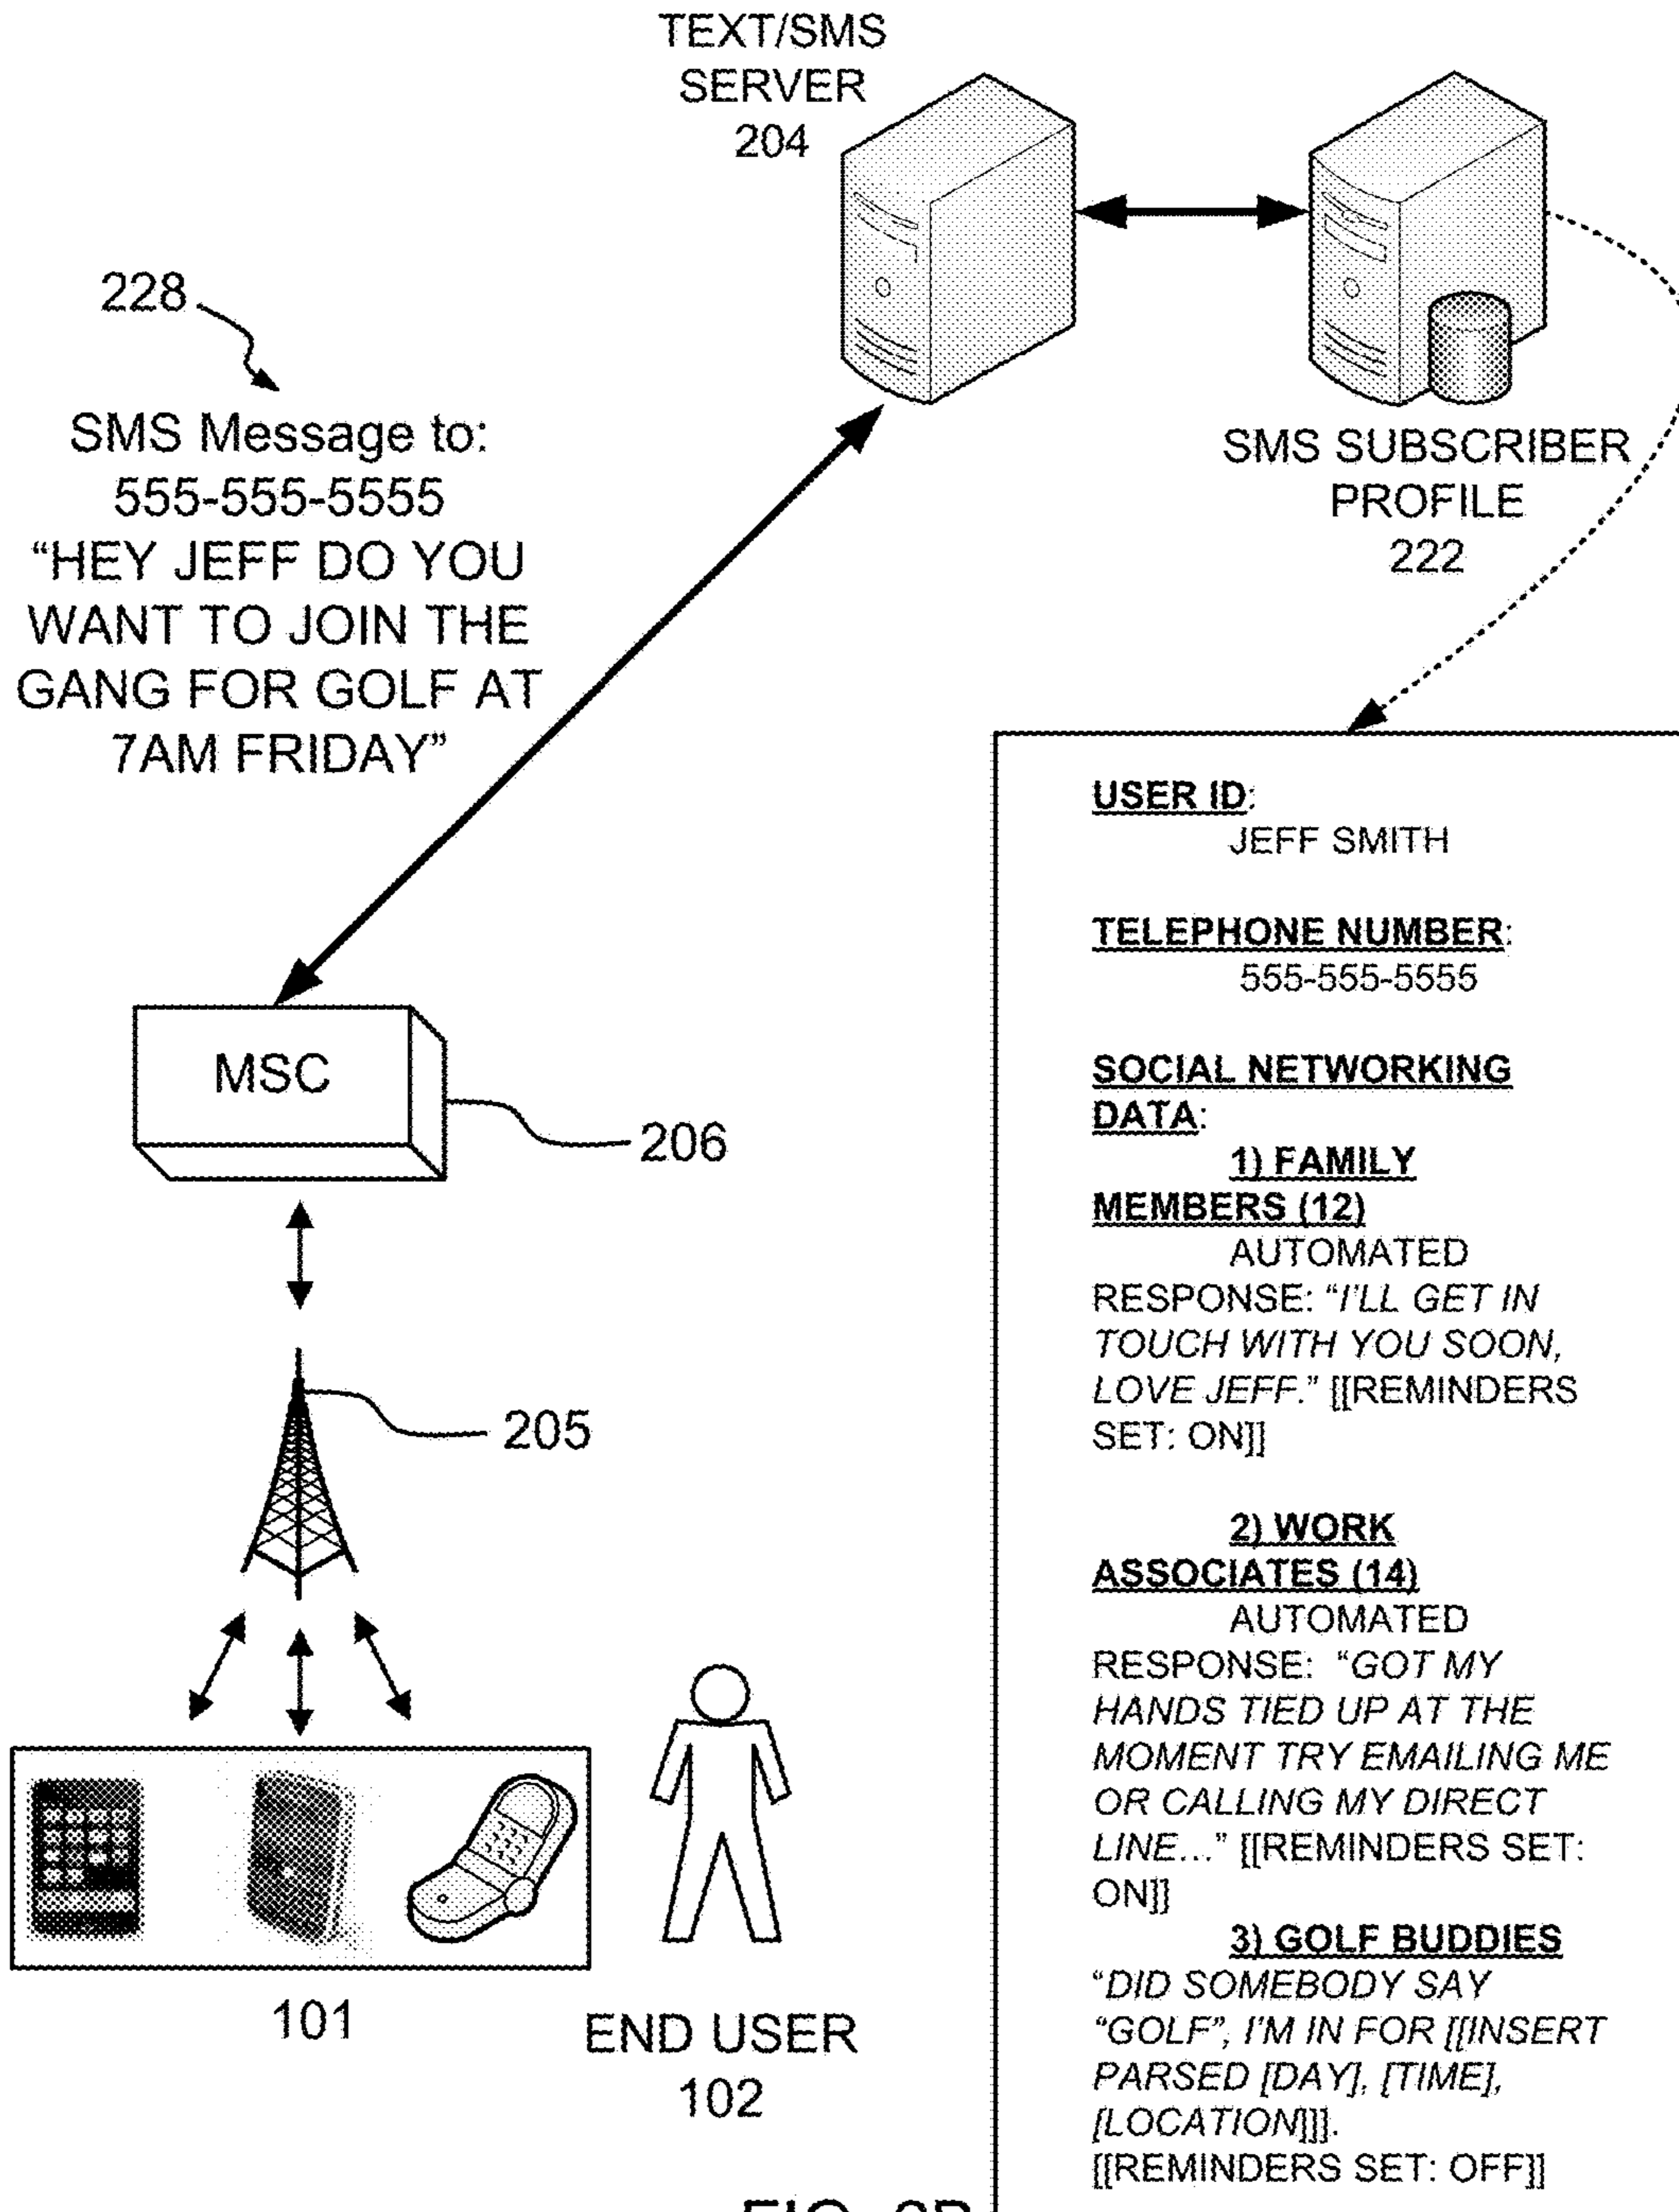 TEXT/SMS
SERVER
204
228
SMS Message to:
555-555-5555
“HEY JEFF DO YOU
WANT TO JOIN THE
GANG FOR GOLF AT
7AM FRIDAY”
SMS SUBSCRIBER
PROFILE
222
MSC
206
205
101
END USER
102
USER ID:
JEFF SMITH
TELEPHONE NUMBER:
555-555-5555
SOCIAL NETWORKING
DATA:
1) FAMILY
MEMBERS (12)
AUTOMATED
RESPONSE: “I'LL GET IN
TOUCH WITH YOU SOON,
LOVE JEFF.” [[REMINDERS
SET: ON]]
2) WORK
ASSOCIATES (14)
AUTOMATED
RESPONSE: “GOT MY
HANDS TIED UP AT THE
MOMENT TRY EMAILING ME
OR CALLING MY DIRECT
LINE...” [[REMINDERS SET:
ON]]
3) GOLF BUDDIES
“DID SOMEBODY SAY
“GOLF”, I'M IN FOR [[INSERT
PARSED [DAY], [TIME],
[LOCATION]]].
[[REMINDERS SET: OFF]]